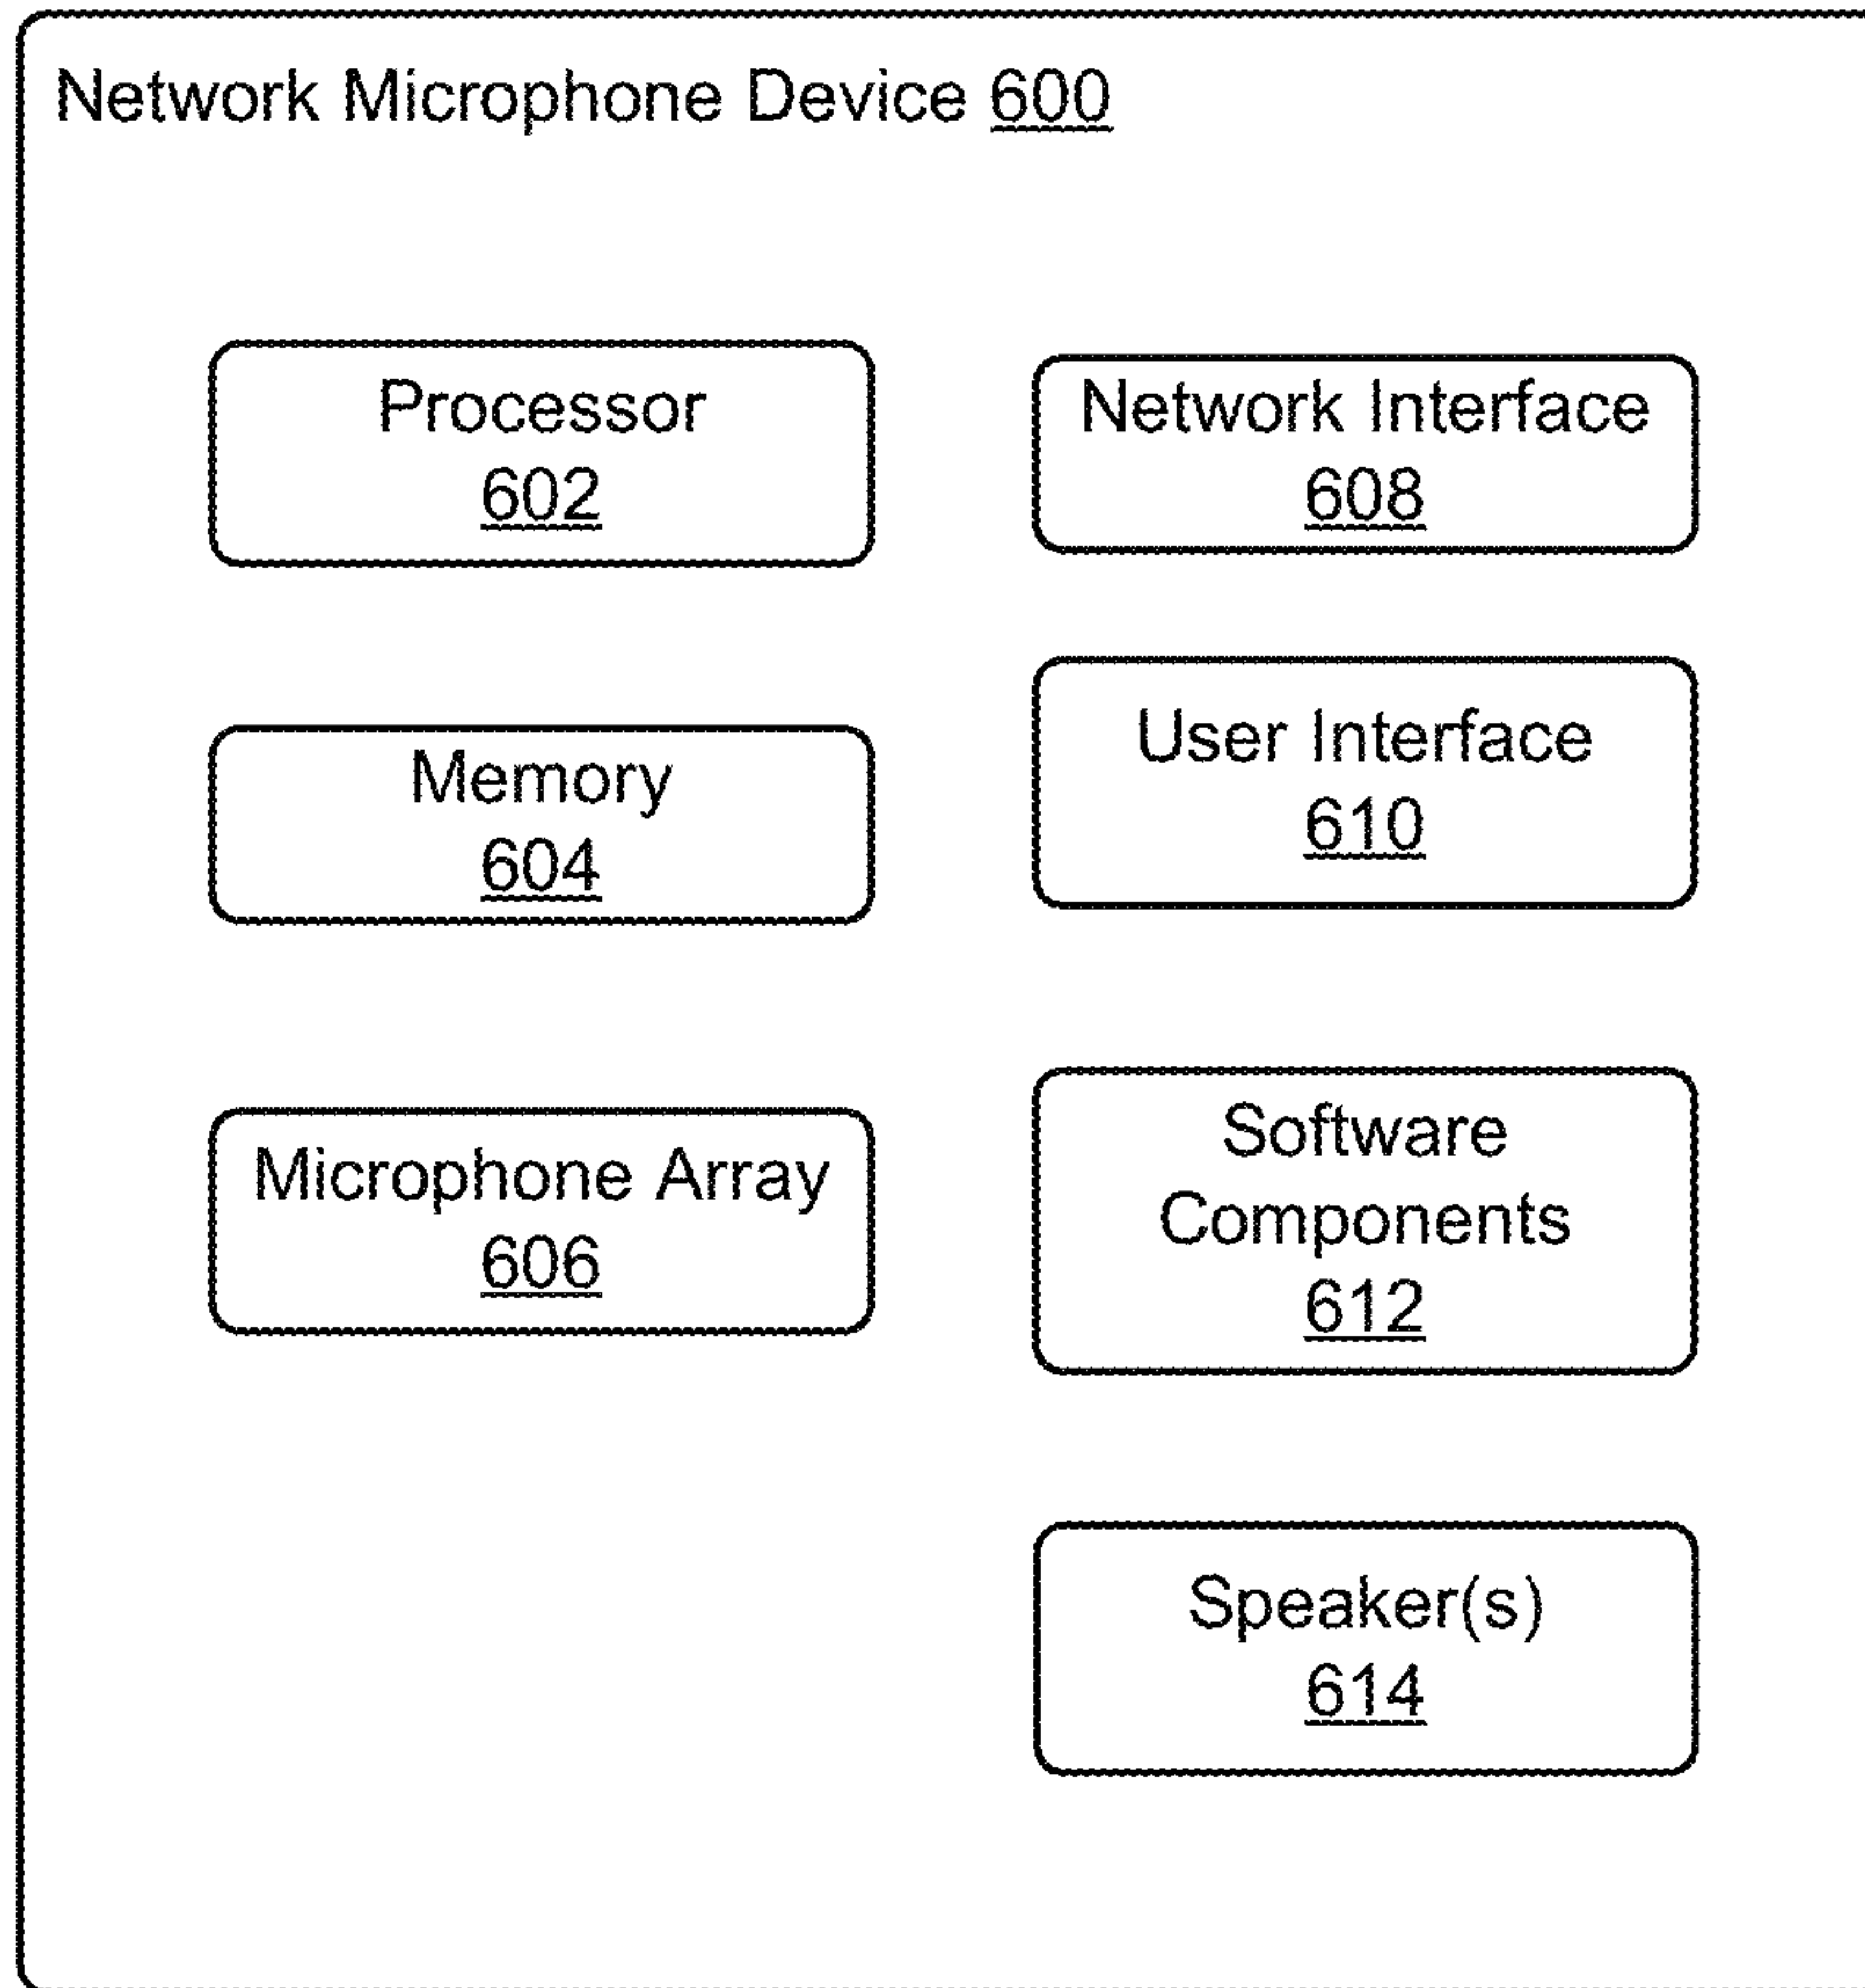 Network Microphone Device 600
Processor
602
Memory
604
Microphone Array
606
Network Interface
608
User Interface
610
Software
Components
612
Speaker(s)
614